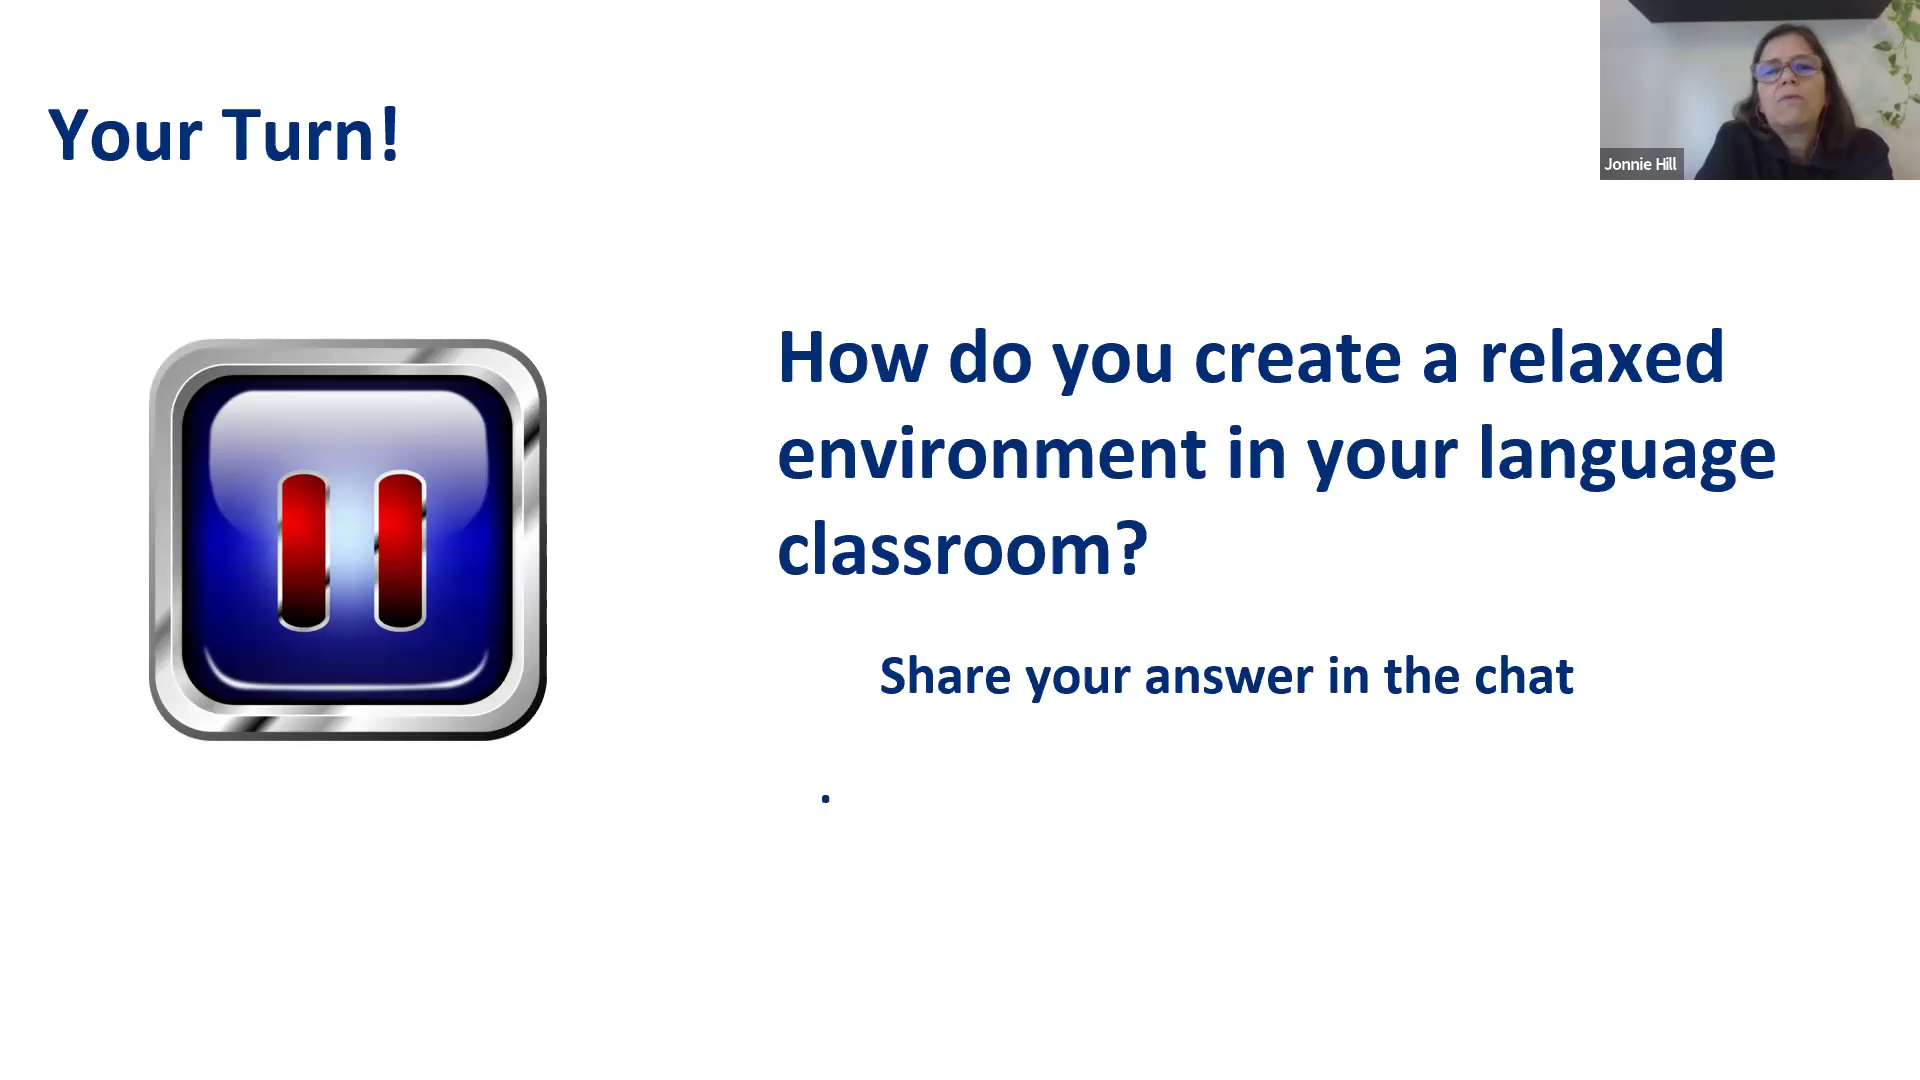 Your Turn!
Jonnie Hill
How do you create a relaxed
environment in your language
classroom?
Share your answer in the chat
.